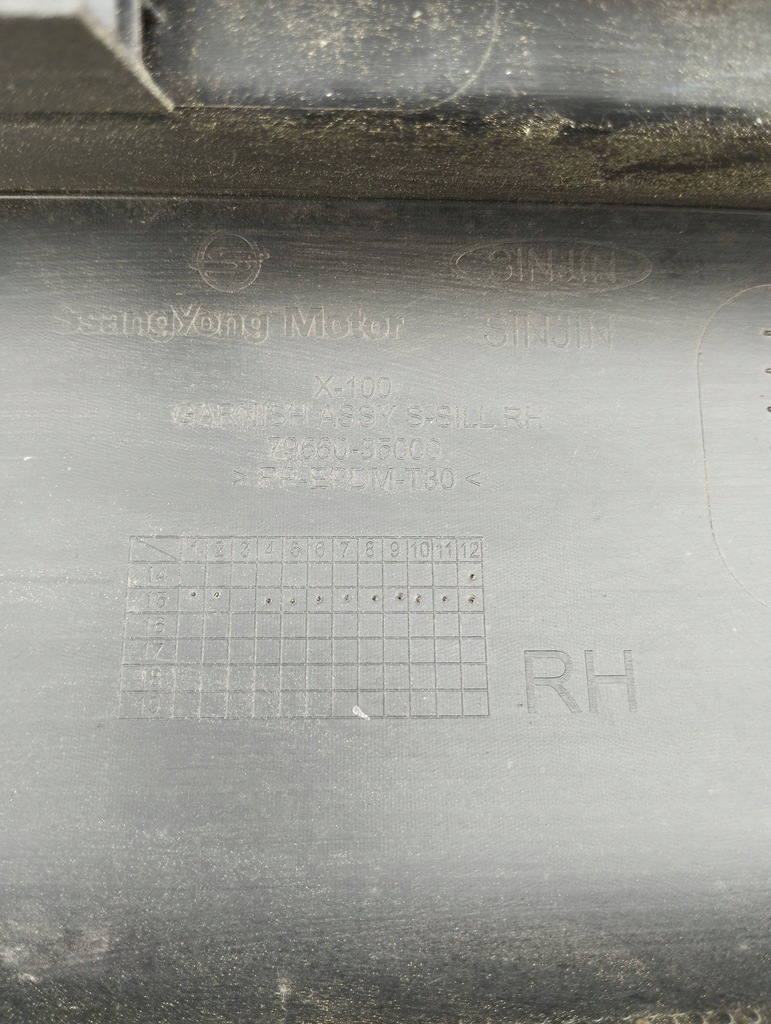 SINJIN
SsangYong Motor SINJIN
X-100
GARNISH ASSY S-SILL RH
79660-35000
> PP-EPDM-T30 <
1 2 3 4 5 6 7 8 9 10 11 12
14
15
16
17
18
19
RH